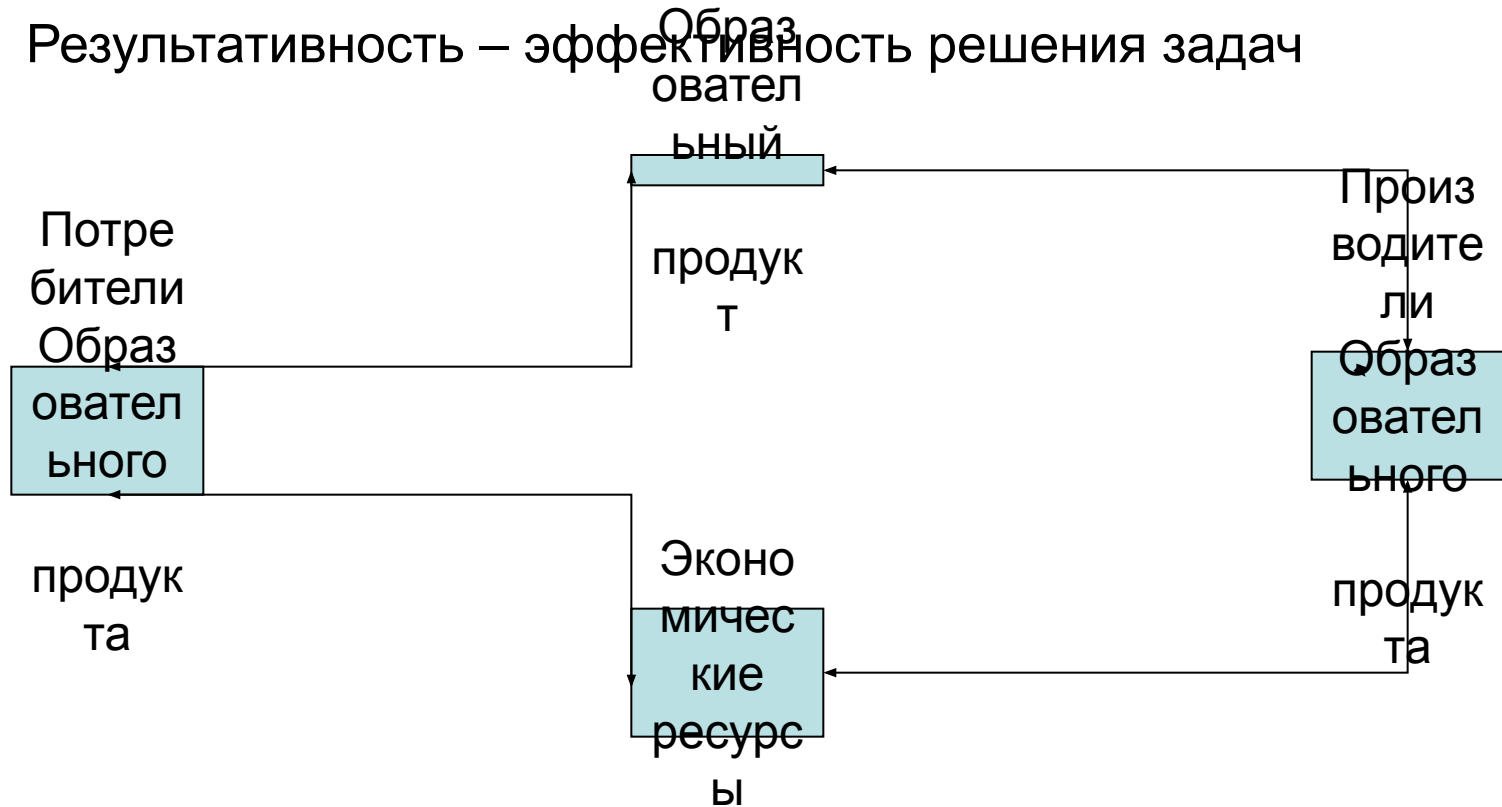 Результативность – эффективность решения задач
Образ
овател
ьный
продук
т
Потре
бители
Образ
овател
ьного
продук
та
Произ
водите
ли
Образ
овател
ьного
продук
та
Эконо
мичес
кие
ресурс
ы